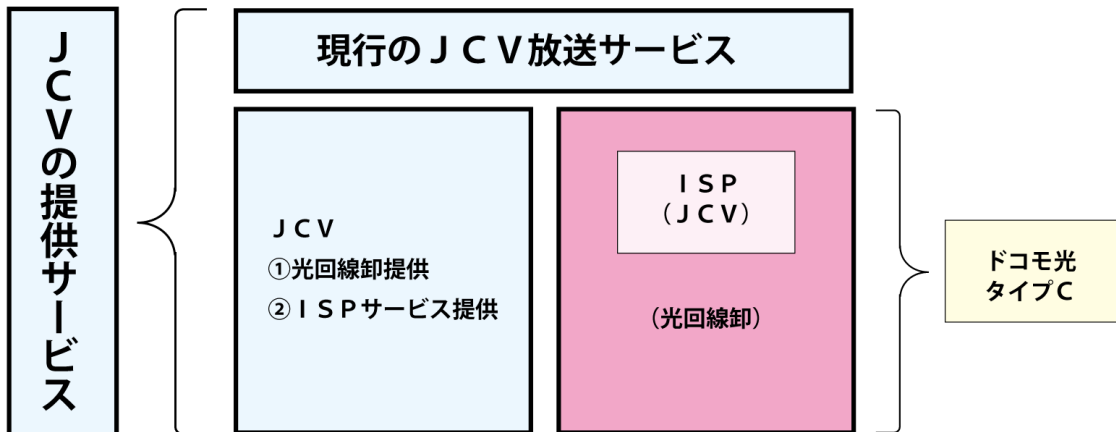 JCVの提供サービス
現行のJCV放送サービス
JCV
①光回線卸提供
②ISPサービス提供
ISP
(JCV)
(光回線卸)
ドコモ光
タイプC